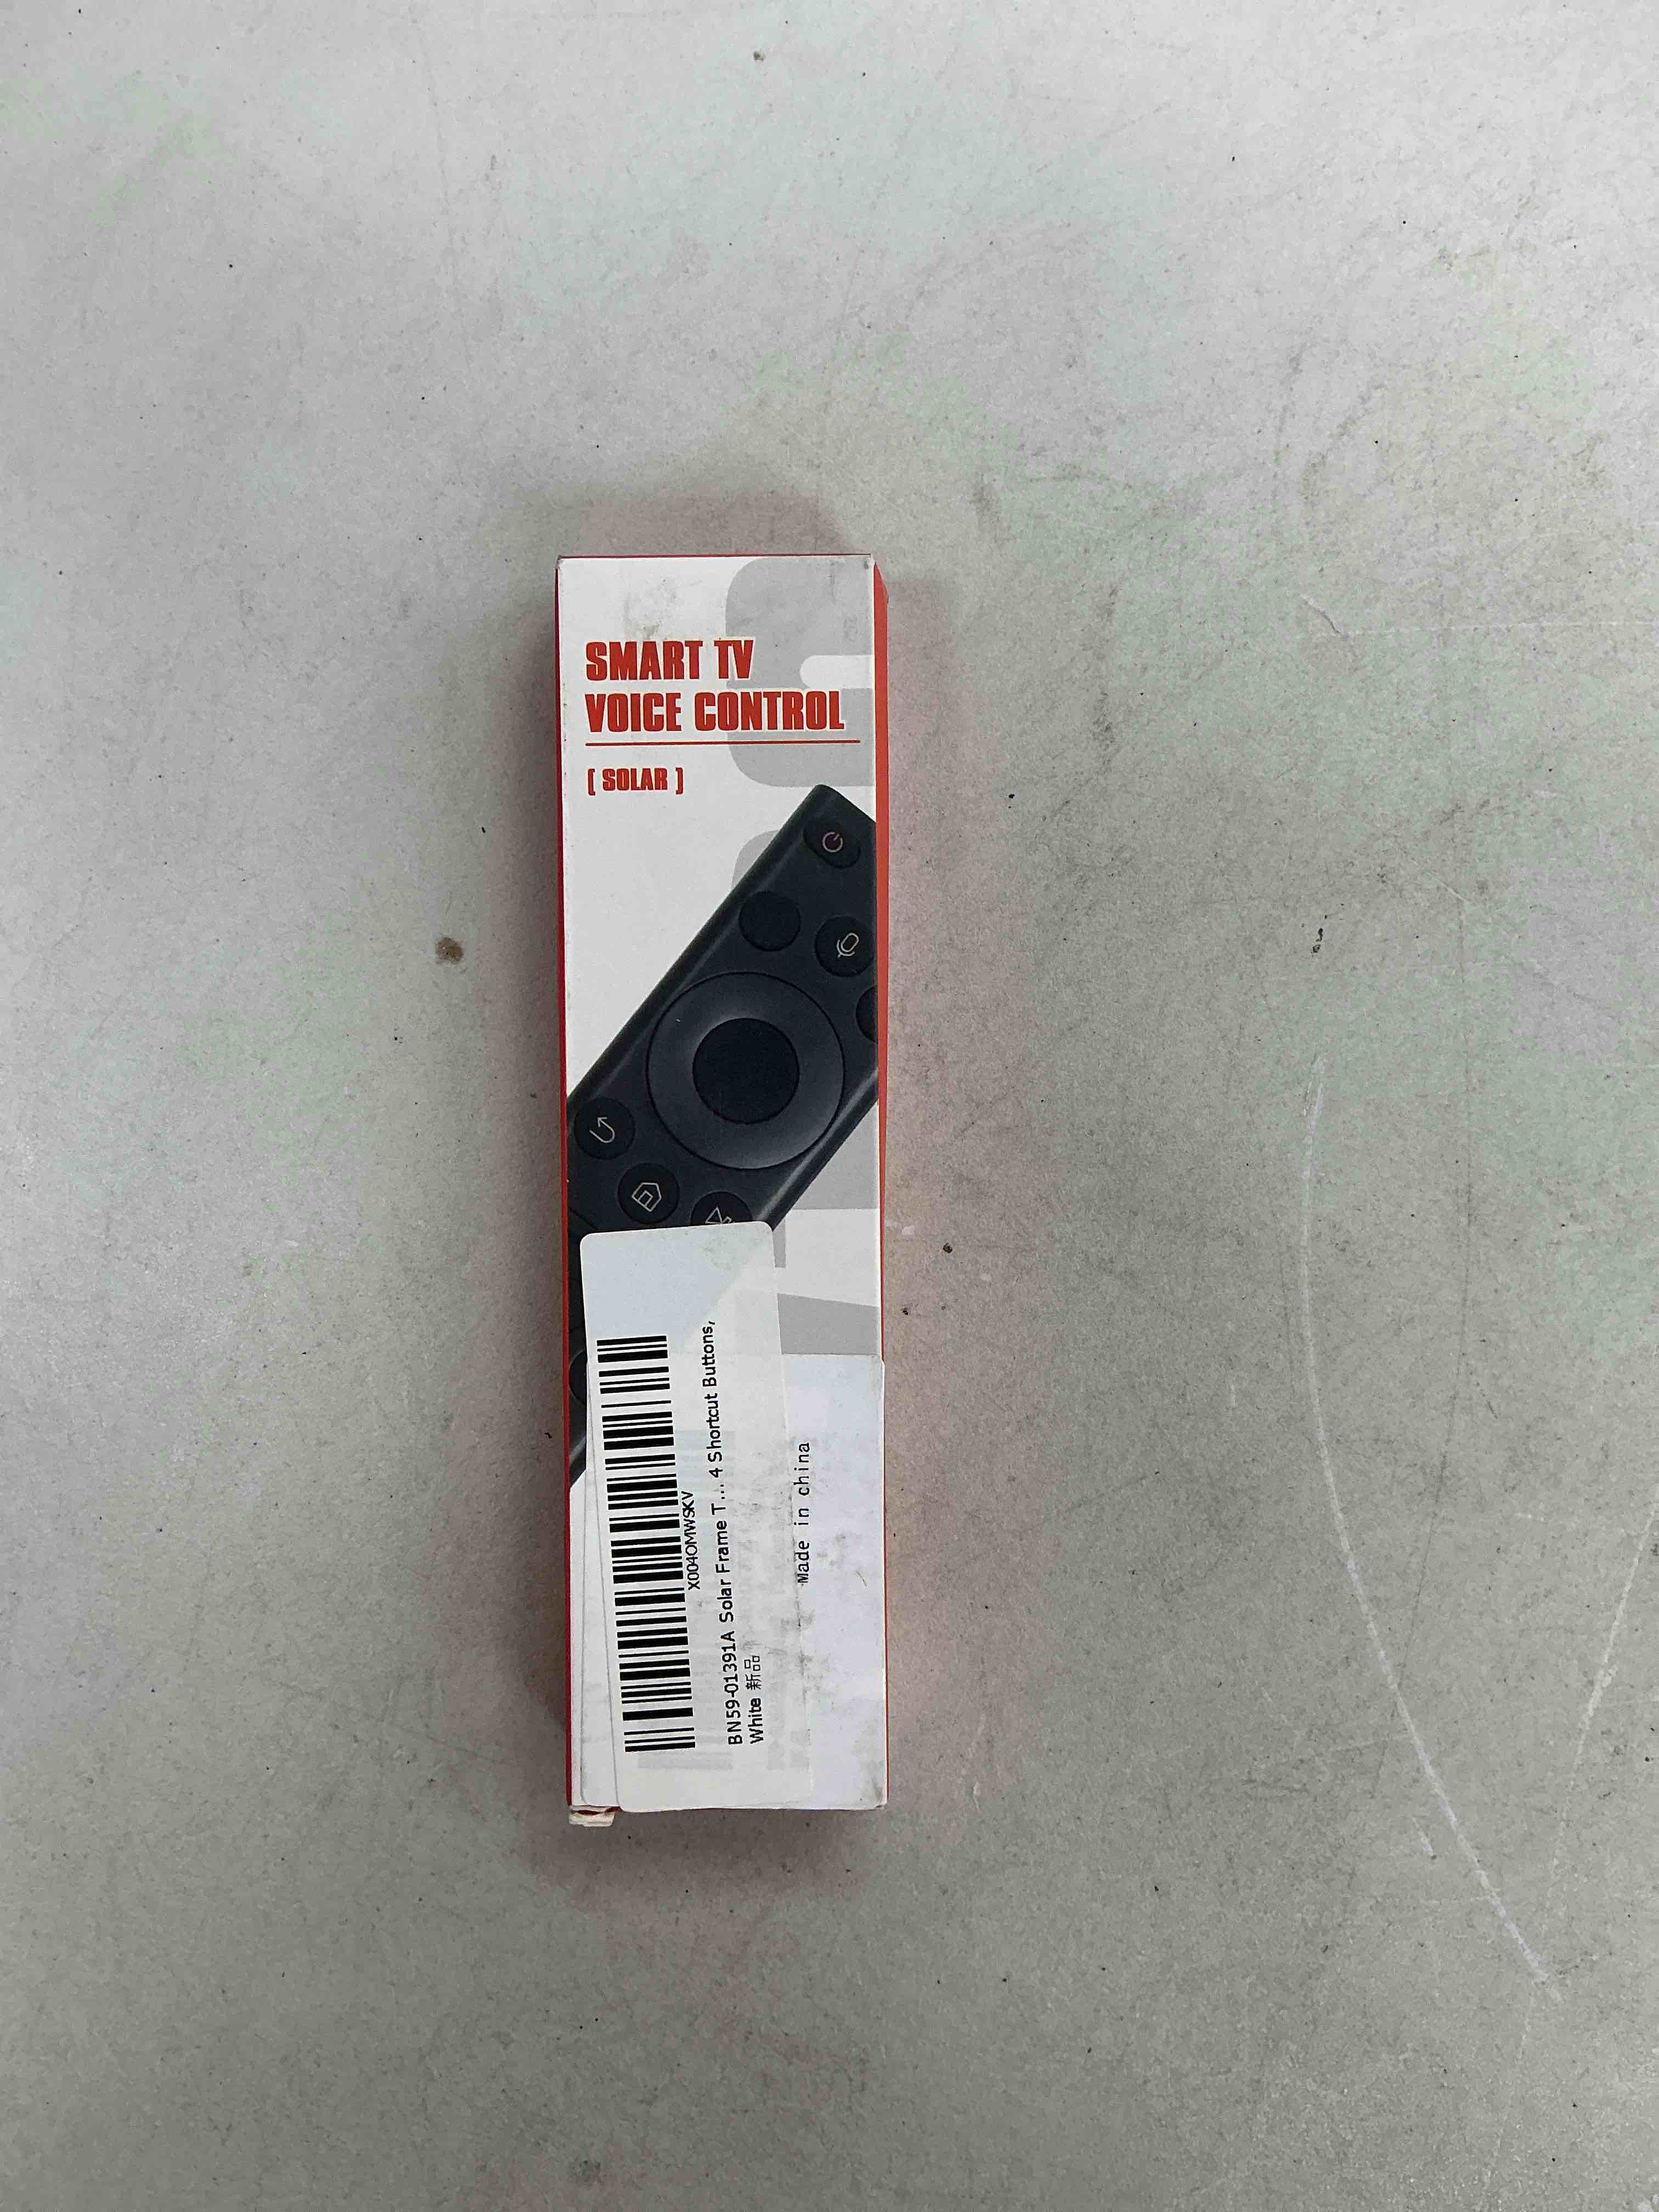 SMART TV
VOICE CONTROL
[ SOLAR ]
X004OMWSKV
BN59-01391A Solar Frame T... 4 Shortcut Buttons,
White 新品
Made in china